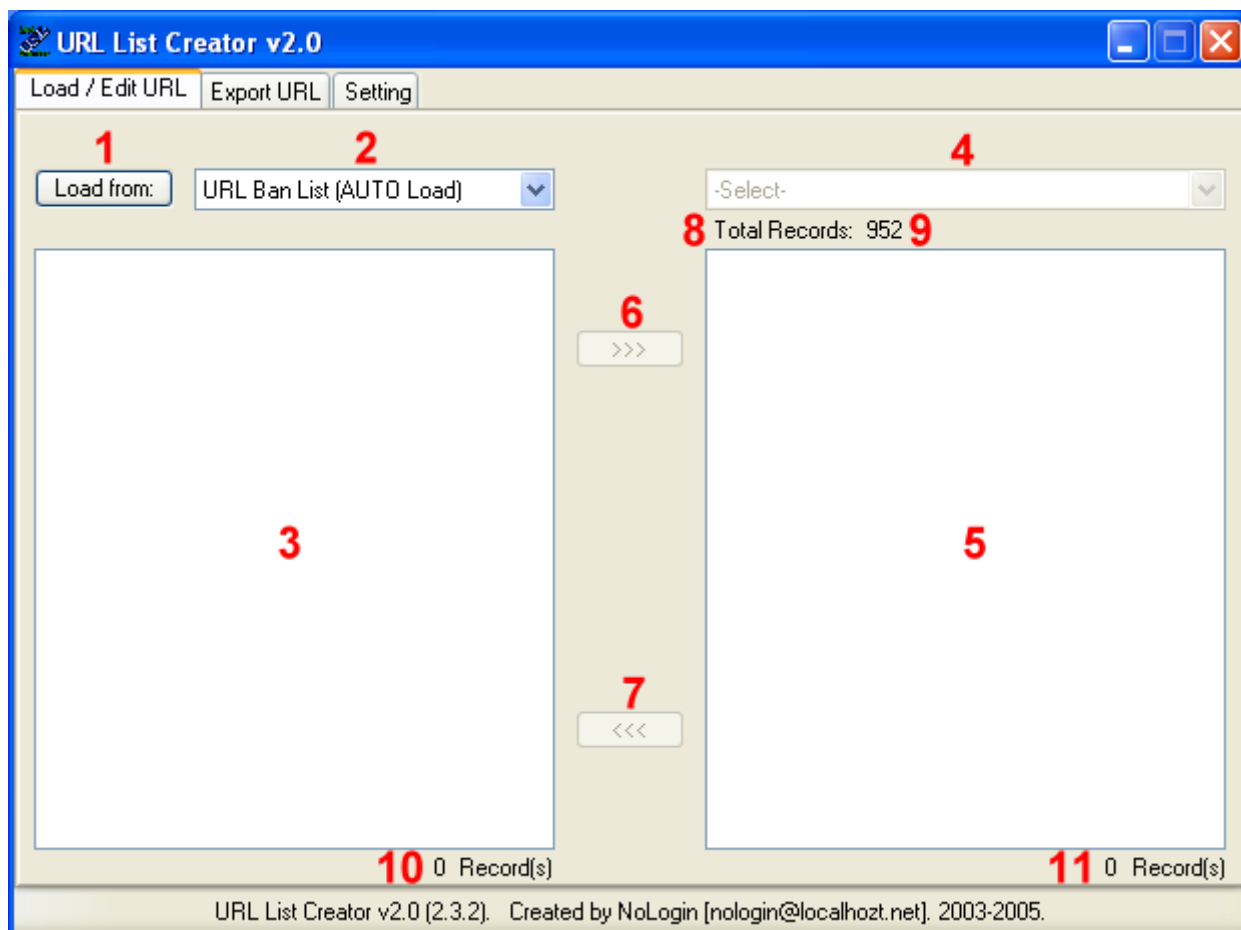 URL List Creator v2.0
Load / Edit URL Export URL Setting
1 2 4
Load from: URL Ban List (AUTO Load) -Select-
8 Total Records: 952 9
6
>>>
3 5
7
<<<
10 0 Record(s) 11 0 Record(s)
URL List Creator v2.0 (2.3.2). Created by NoLogin [nologin@localhozt.net]. 2003-2005.